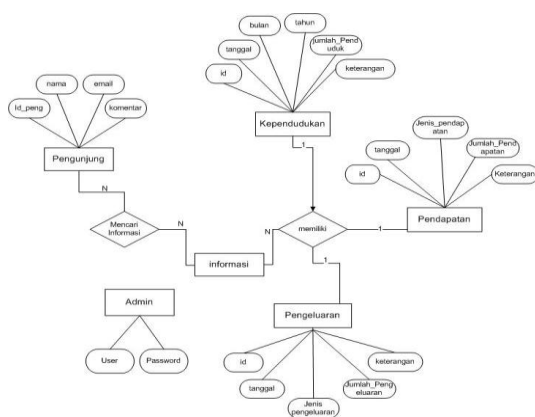 bulan
tahun
tanggal
jumlah_Pend
uduk
id
keterangan
nama
email
Id_peng
komentar
Kependudukan
Pengunjung
1
Jenis_pendap
atan
tanggal
Jumlah_Pend
apatan
id
Keterangan
N
Pendapatan
Mencari
Informasi
N
N
memiliki
1
informasi
1
Admin
Pengeluaran
User
Password
id
keterangan
tanggal
Jumlah_Peng
eluaran
Jenis
pengeluaran